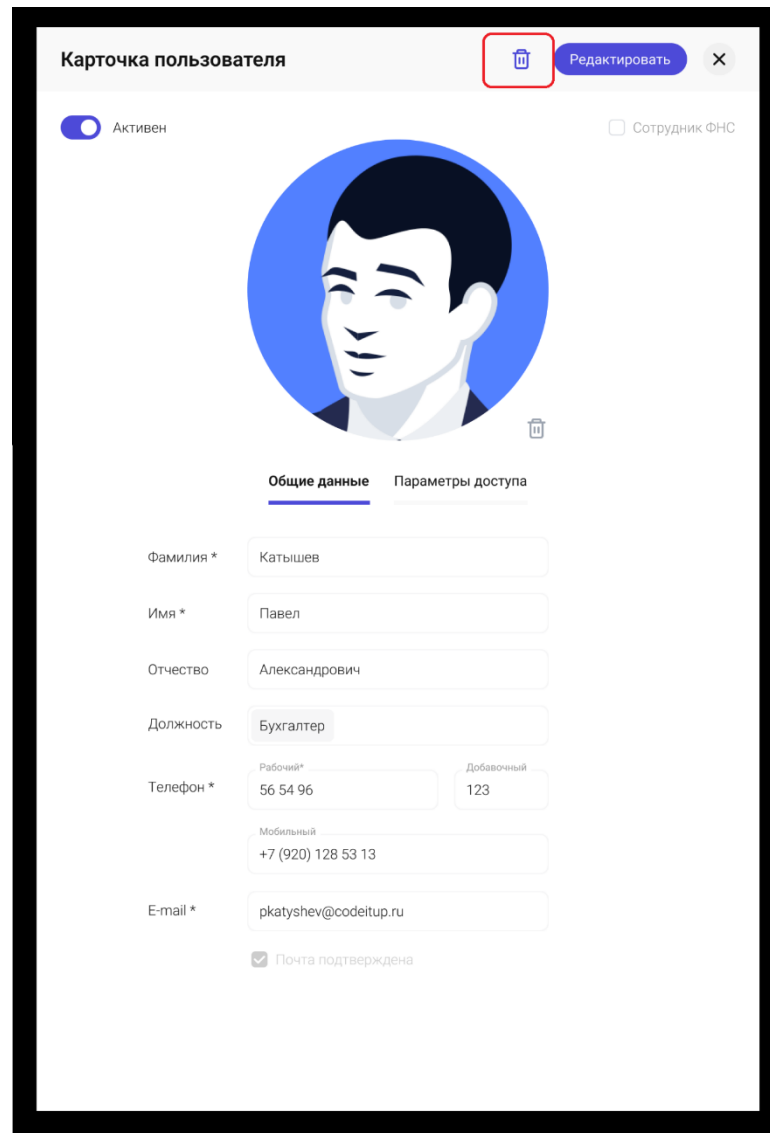 Карточка пользователя
Редактировать
Активен
Сотрудник ФНС
Общие данные Параметры доступа
Фамилия * Катышев
Имя * Павел
Отчество Александрович
Должность Бухгалтер
Рабочий* Добавочный
Телефон * 56 54 96 123
Мобильный
+7 (920) 128 53 13
E-mail * pkatyshev@codeitup.ru
Почта подтверждена